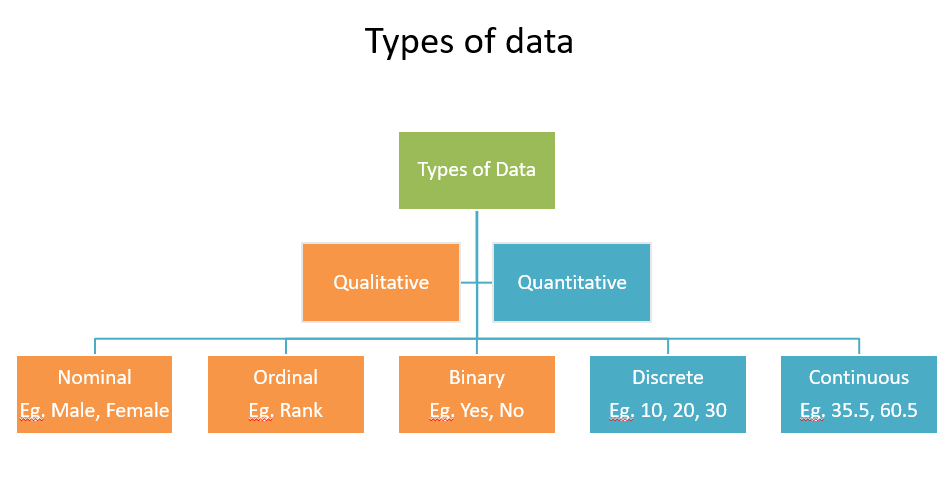 Types of data
Types of Data
Qualitative
Quantitative
Nominal
Eg. Male, Female
Ordinal
Eg. Rank
Binary
Eg. Yes, No
Discrete
Eg. 10, 20, 30
Continuous
Eg. 35.5, 60.5